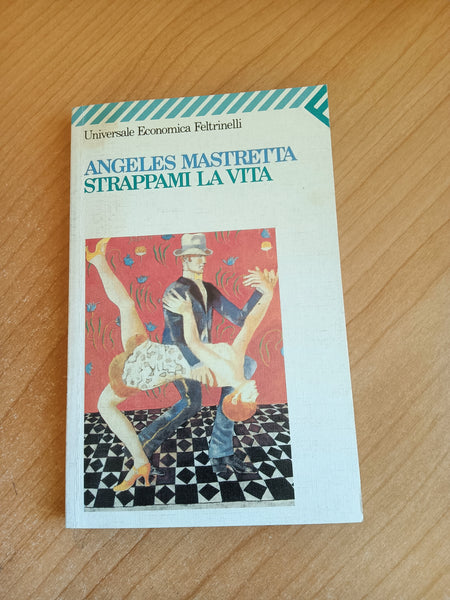 Universale Economica Feltrinelli
ANGELES MASTRETTA
STRAPPAMI LA VITA